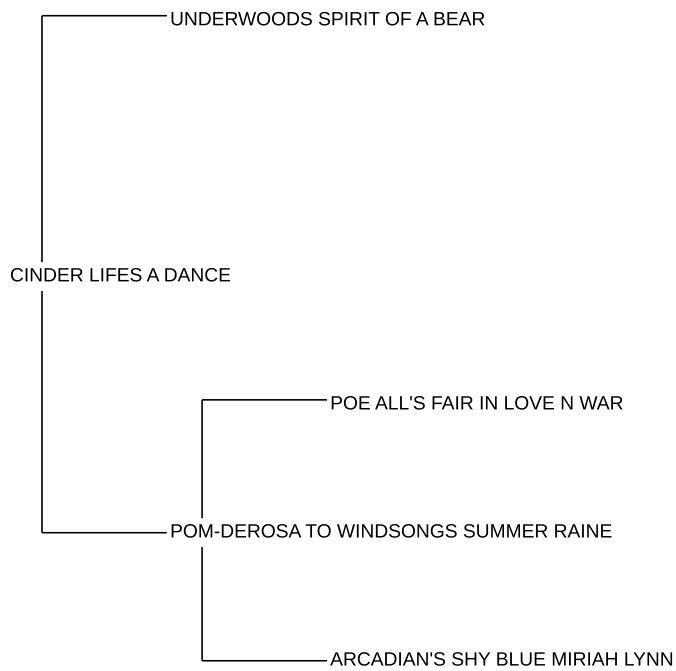 UNDERWOODS SPIRIT OF A BEAR
CINDER LIFES A DANCE
POE ALL'S FAIR IN LOVE N WAR
POM-DEROSA TO WINDSONGS SUMMER RAINE
ARCADIAN'S SHY BLUE MIRIAH LYNN